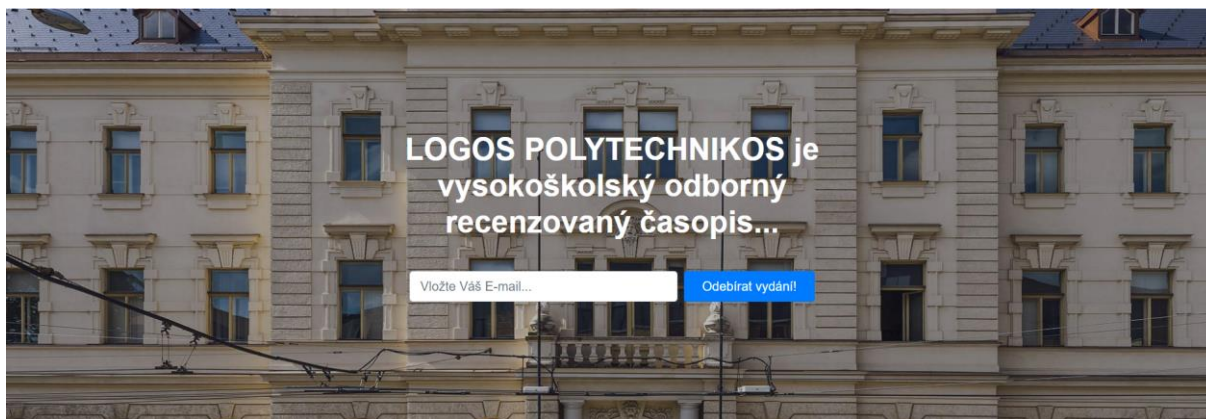 LOGOS POLYTECHNIKOS je
vysokoškolský odborný
recenzovaný časopis...
Vložte Váš E-mail...
Odebírat vydání!